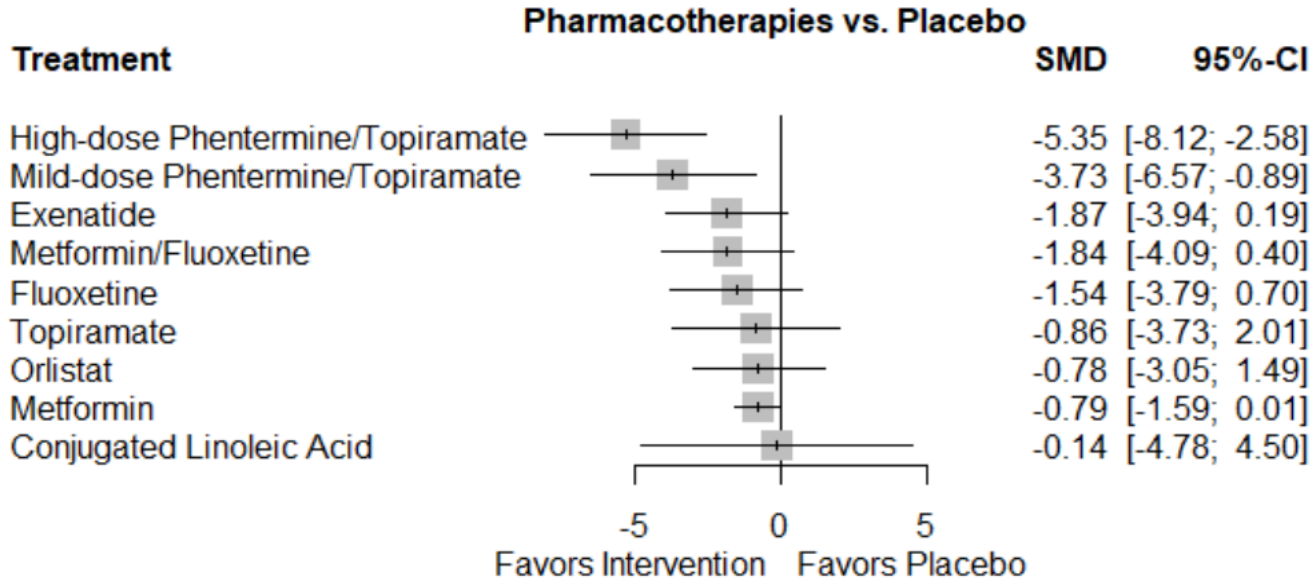 Pharmacotherapies vs. Placebo
Treatment SMD 95%-CI
High-dose Phentermine/Topiramate -5.35 [-8.12; -2.58]
Mild-dose Phentermine/Topiramate -3.73 [-6.57; -0.89]
Exenatide -1.87 [-3.94; 0.19]
Metformin/Fluoxetine -1.84 [-4.09; 0.40]
Fluoxetine -1.54 [-3.79; 0.70]
Topiramate -0.86 [-3.73; 2.01]
Orlistat -0.78 [-3.05; 1.49]
Metformin -0.79 [-1.59; 0.01]
Conjugated Linoleic Acid -0.14 [-4.78; 4.50]
-5 0 5
Favors Intervention Favors Placebo